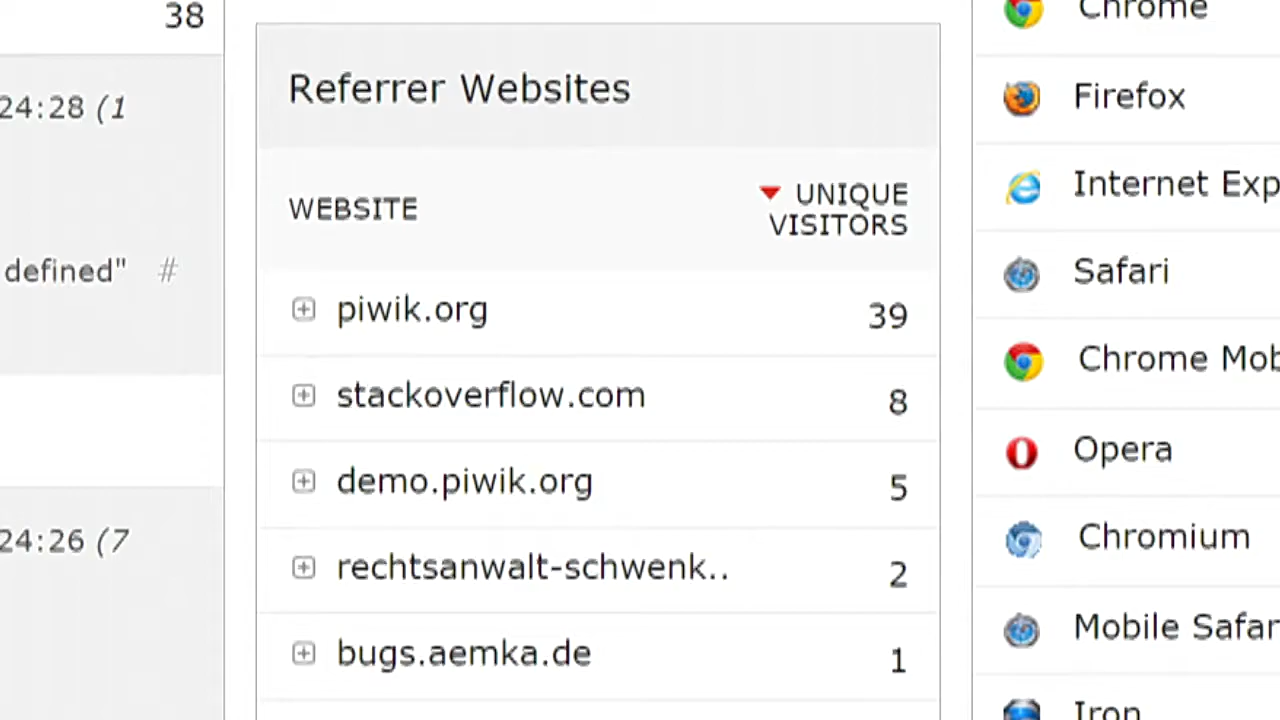 38
24:28 (1
defined" #
24:26 (7
Referrer Websites
WEBSITE
UNIQUE
VISITORS
piwik.org 39
stackoverflow.com 8
demo.piwik.org 5
rechtsanwalt-schwenk.. 2
bugs.aemka.de 1
Chrome
Firefox
Internet Exp
Safari
Chrome Mob
Opera
Chromium
Mobile Safar
Iron